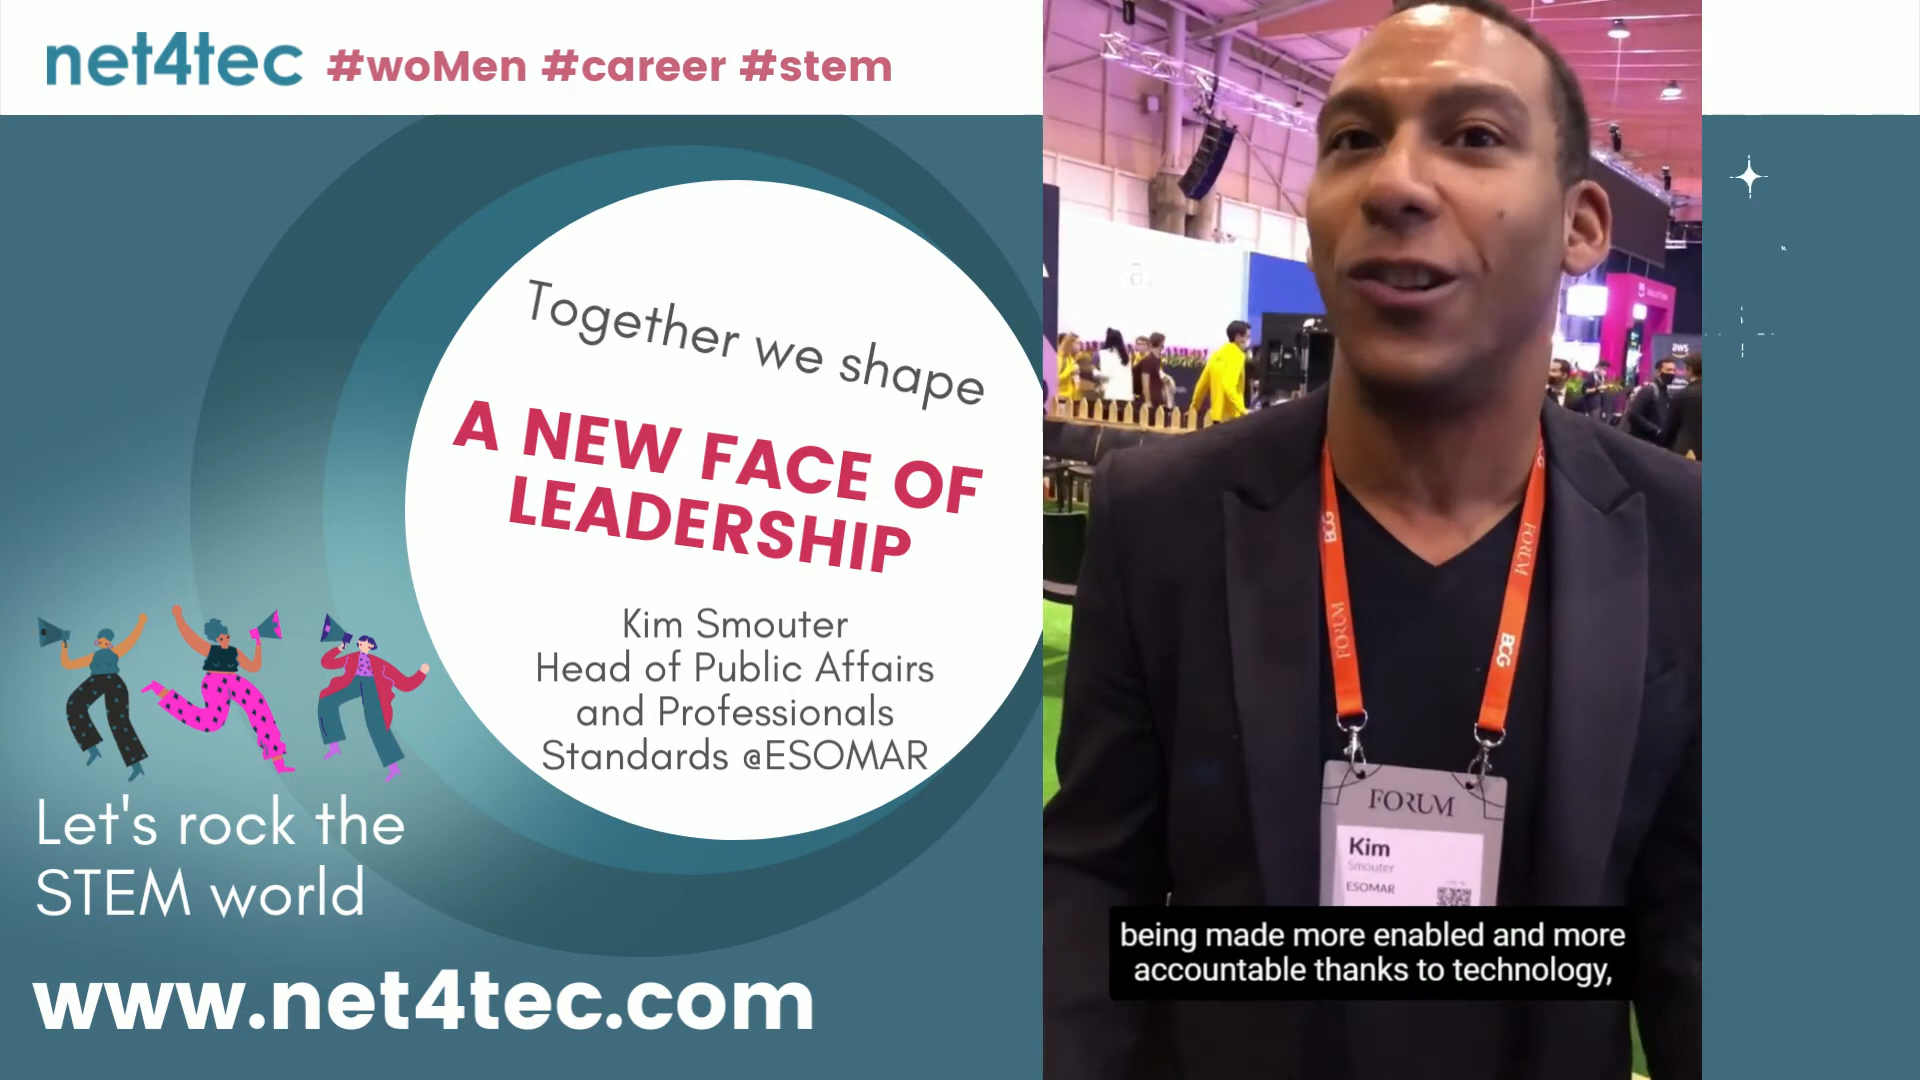 net4tec #woMen #career #stem
Together we shape
A NEW FACE OF
LEADERSHIP
Kim Smouter
Head of Public Affairs
and Professionals
Standards @ESOMAR
Let's rock the
STEM world
www.net4tec.com
aws
BCG
FORUM
FORUM
BCG
FORUM
Kim
Smouter
ESOMAR
being made more enabled and more
accountable thanks to technology,